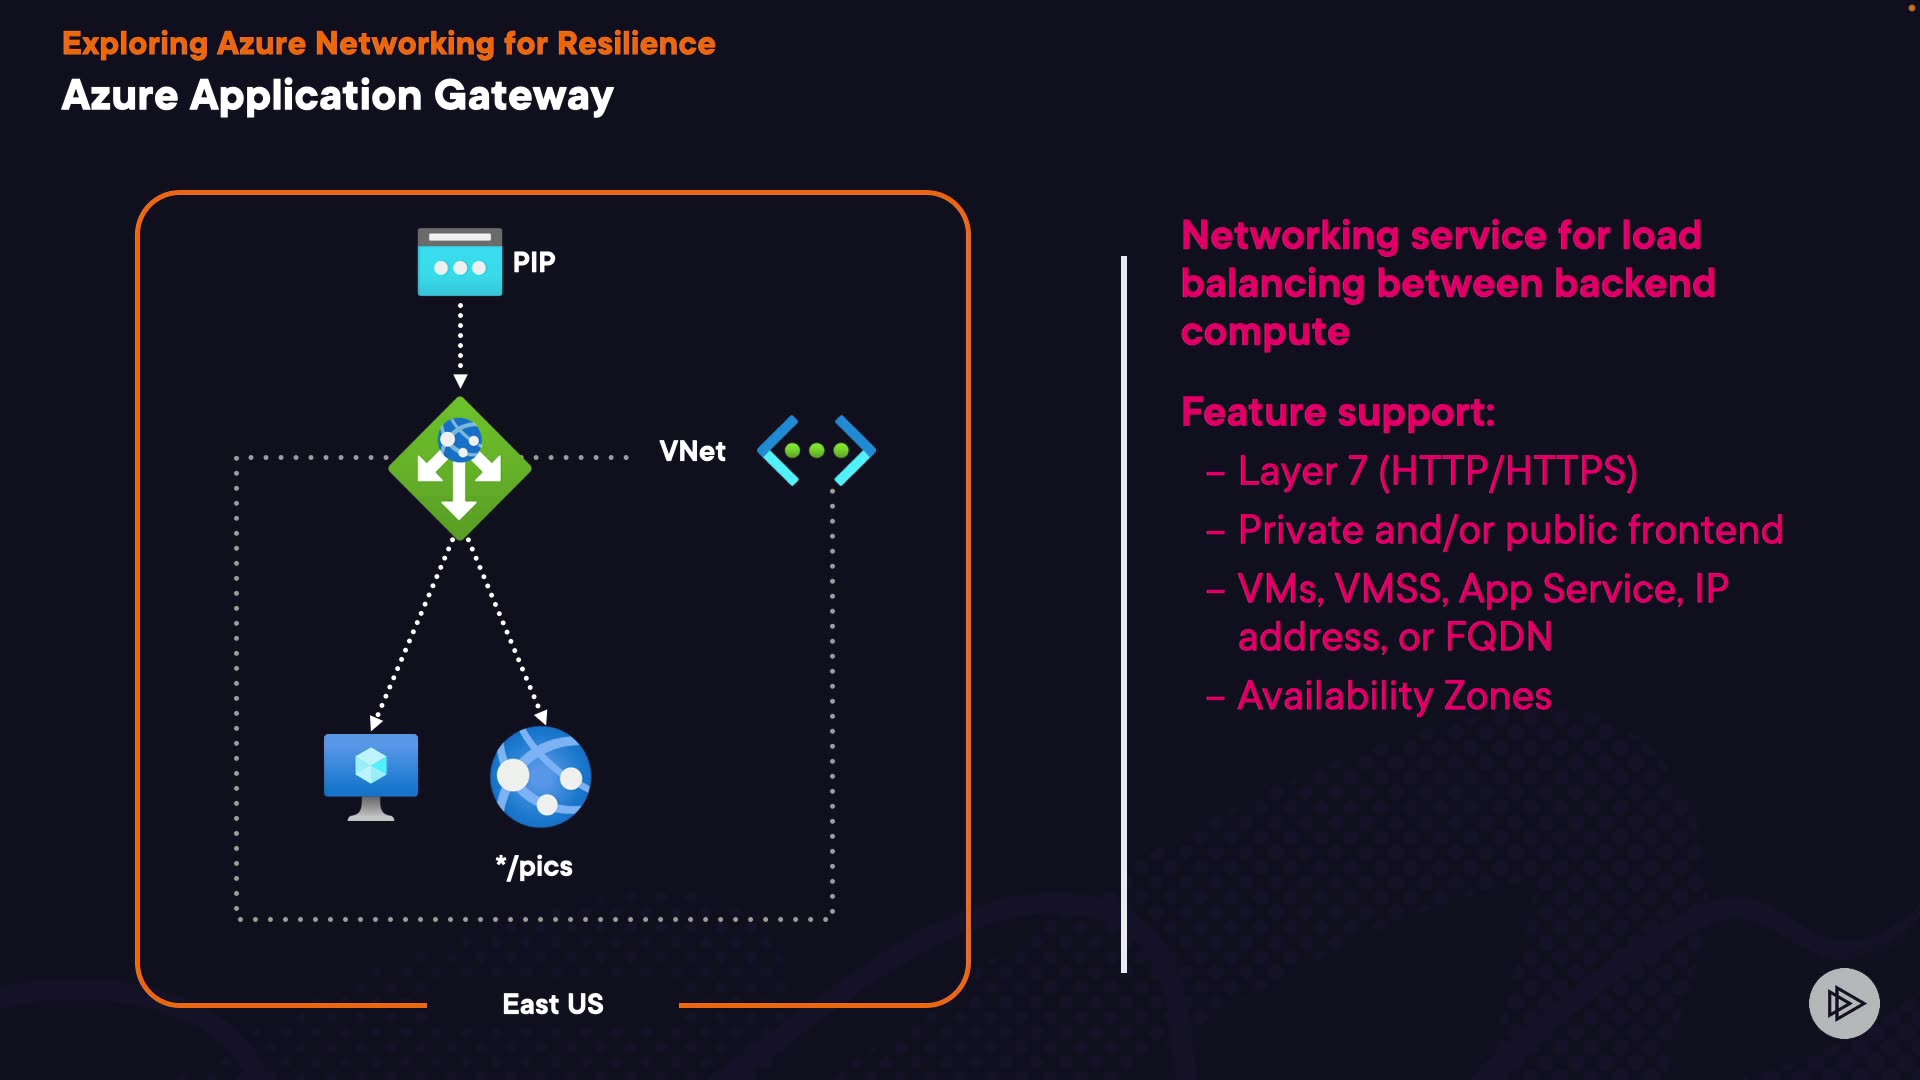 Exploring Azure Networking for Resilience
Azure Application Gateway
PIP
VNet
*/pics
East US
Networking service for load
balancing between backend
compute
Feature support:
– Layer 7 (HTTP/HTTPS)
– Private and/or public frontend
– VMs, VMSS, App Service, IP
address, or FQDN
– Availability Zones